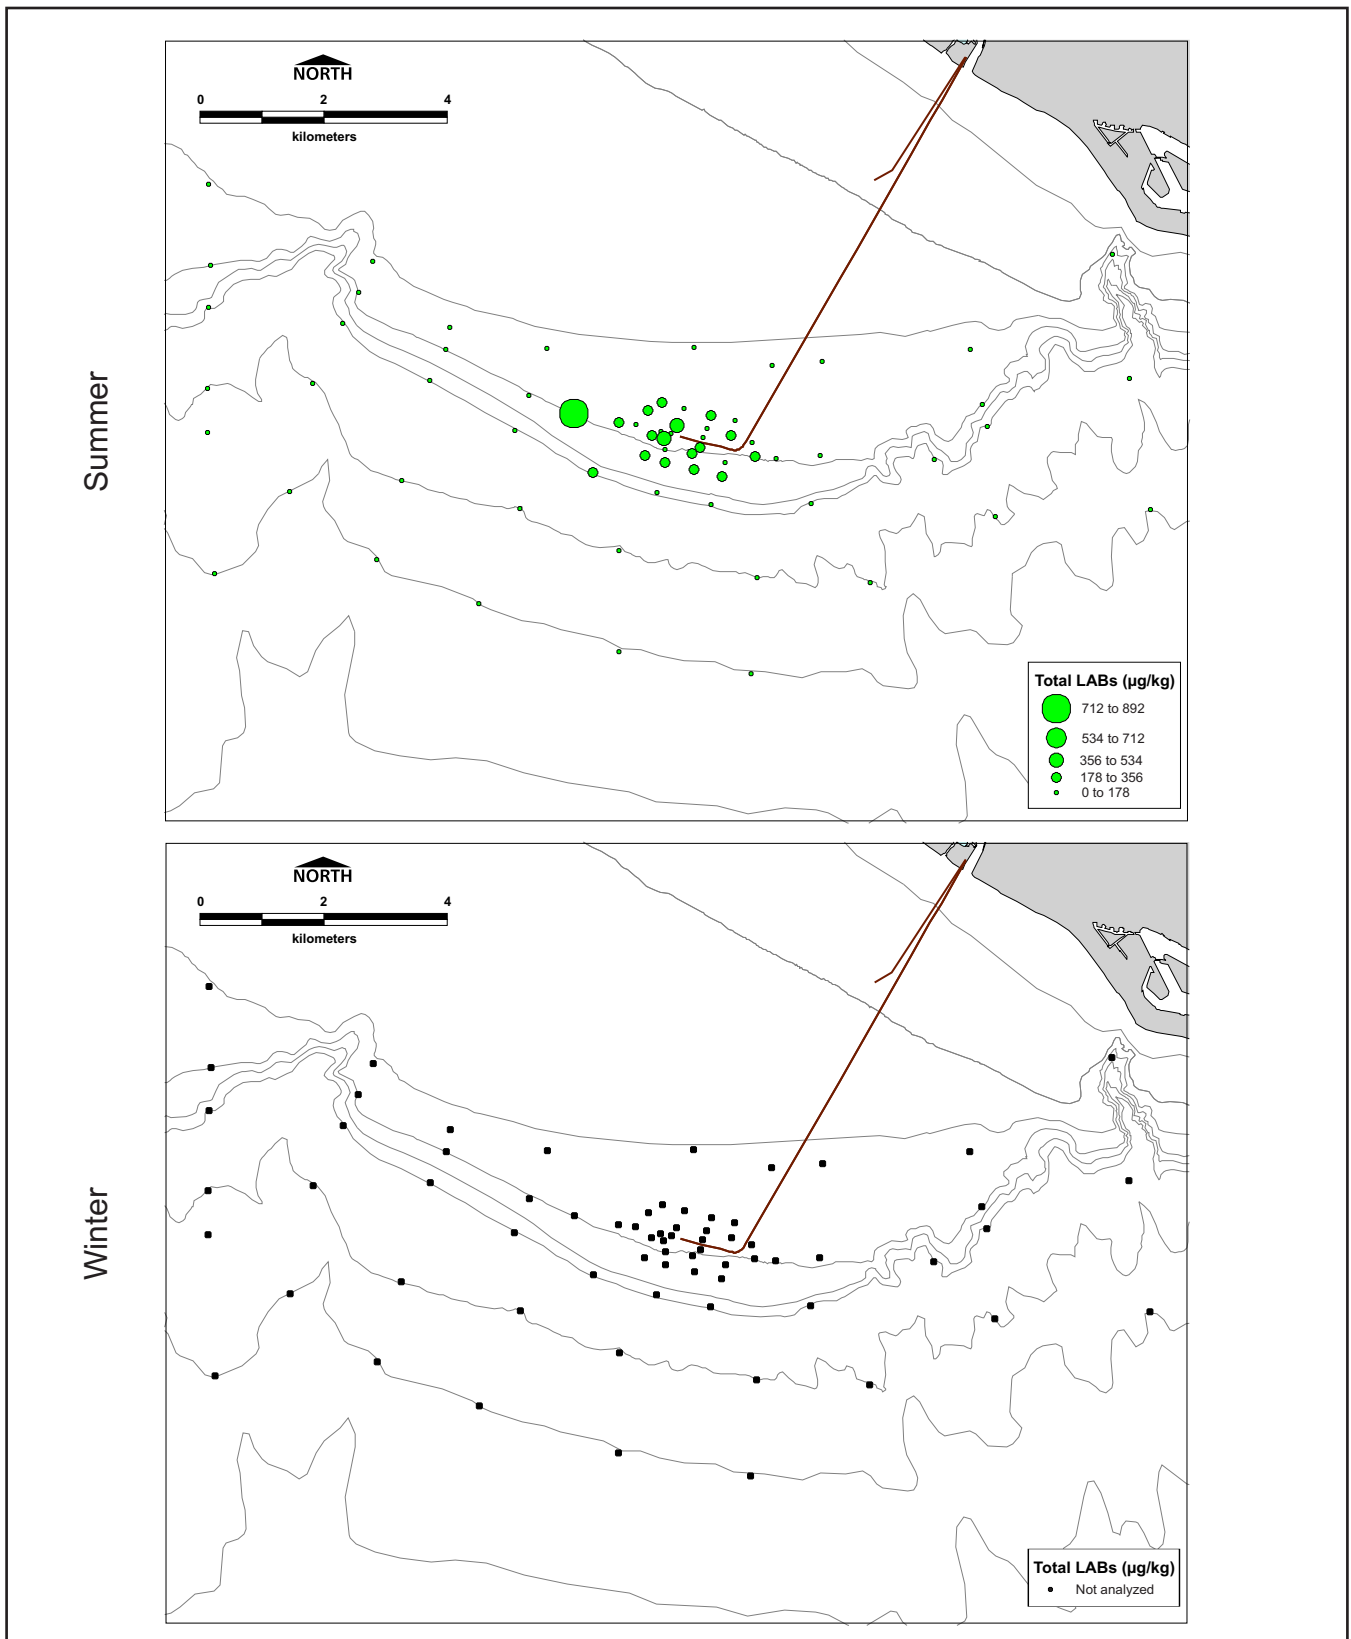 Summer
NORTH
0 2 4
kilometers
Total LABs (µg/kg)
712 to 892
534 to 712
356 to 534
178 to 356
0 to 178
Winter
NORTH
0 2 4
kilometers
Total LABs (µg/kg)
Not analyzed